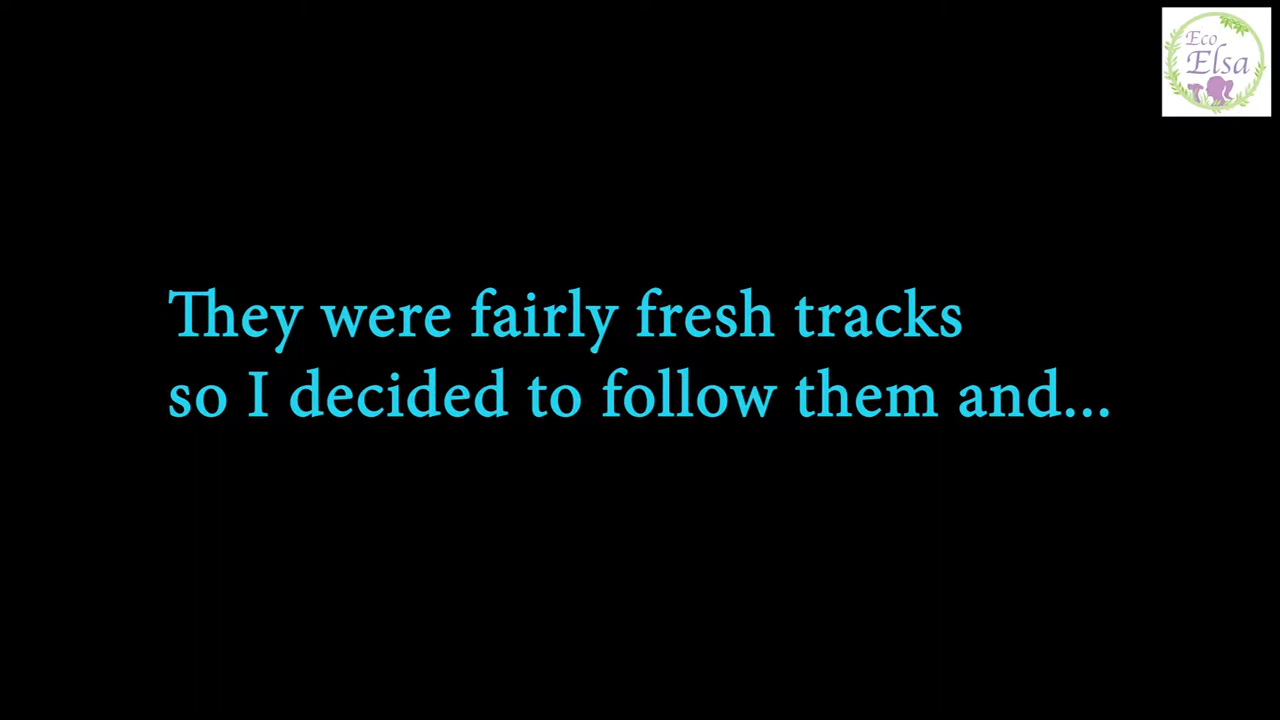 Eco
Elsa
They were fairly fresh tracks
so I decided to follow them and...